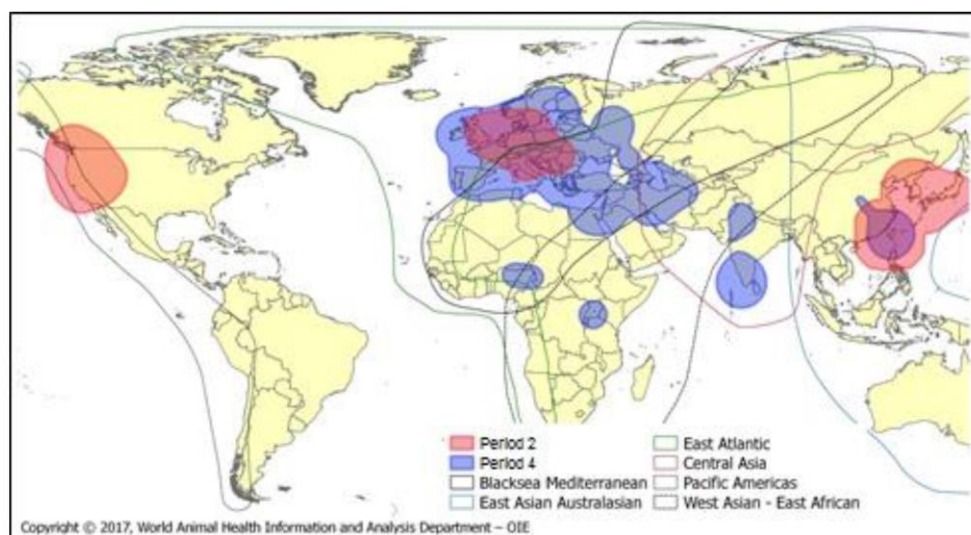 Period 2
Period 4
Blacksea Mediterranean
East Asian Australasian
East Atlantic
Central Asia
Pacific Americas
West Asian - East African
Copyright © 2017, World Animal Health Information and Analysis Department – OIE